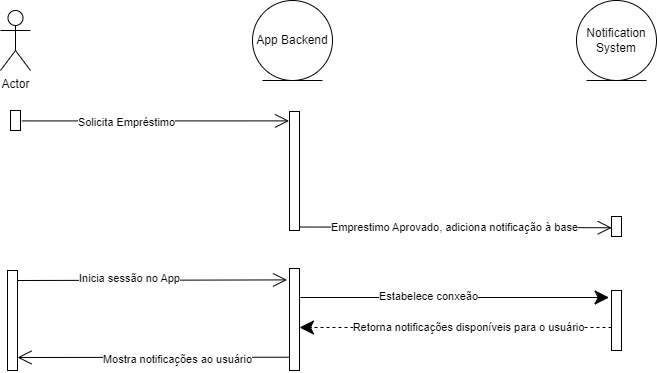 Actor
App Backend
Notification
System
Solicita Empréstimo
Emprestimo Aprovado, adiciona notificação à base
Inicia sessão no App
Estabelece conxeão
Retorna notificações disponíveis para o usuário
Mostra notificações ao usuário